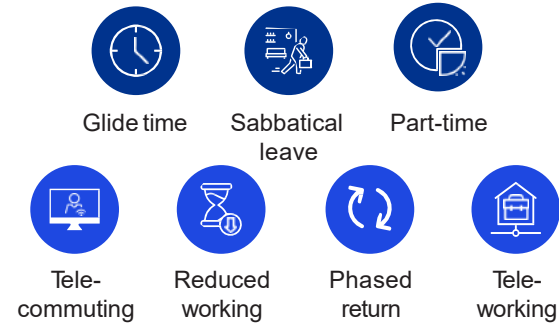 Glide time Sabbatical Part-time
leave
Tele- Reduced Phased Tele-
commuting working return working